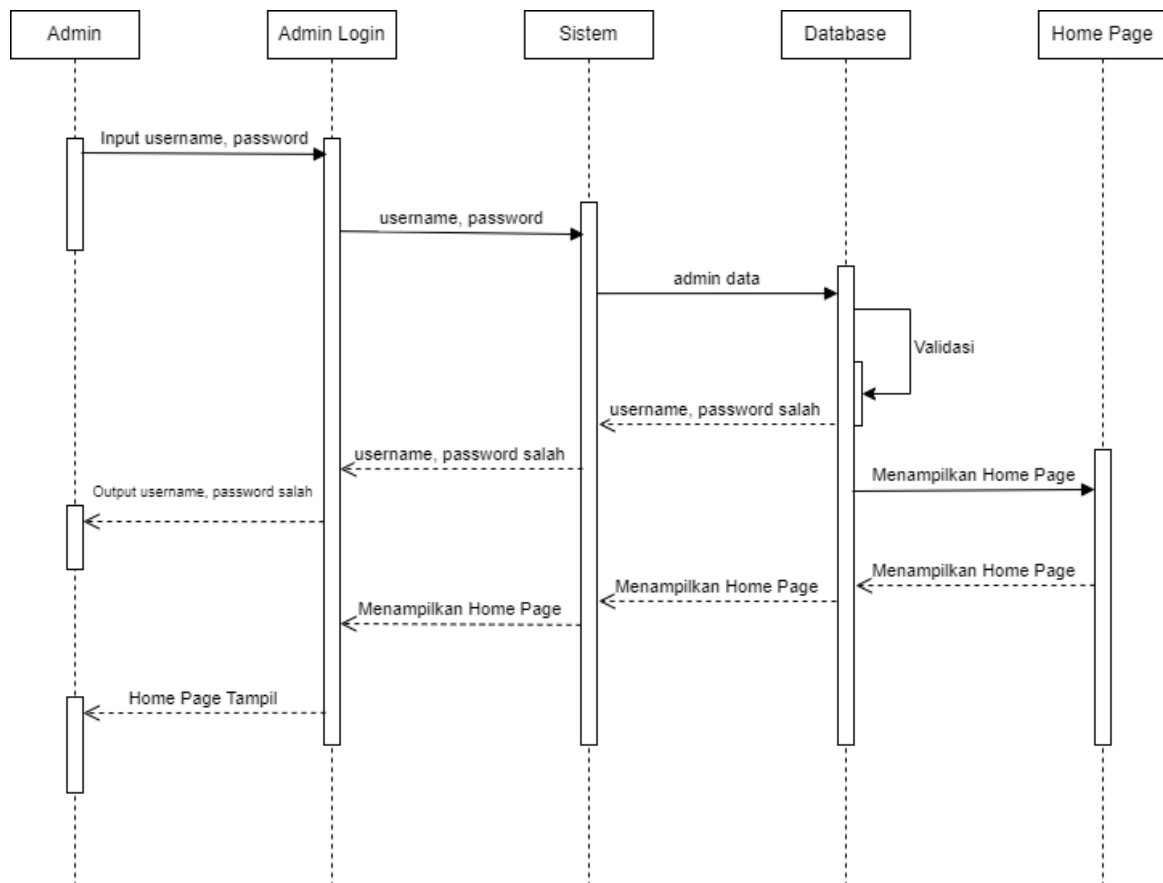 Admin
Admin Login
Sistem
Database
Home Page
Input username, password
username, password
admin data
Validasi
username, password salah
username, password salah
Output username, password salah
Menampilkan Home Page
Menampilkan Home Page
Menampilkan Home Page
Menampilkan Home Page
Home Page Tampil